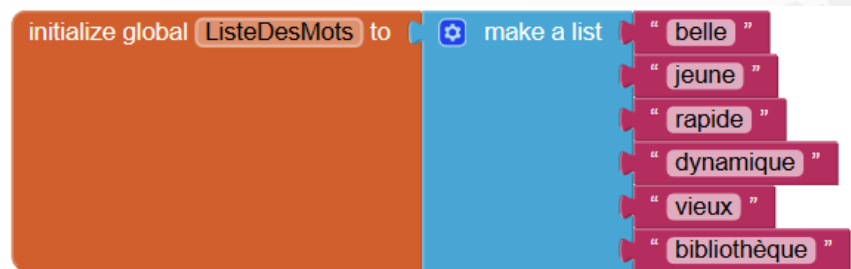 initialize global ListeDesMots to make a list " belle "
" jeune "
" rapide "
" dynamique "
" vieux "
" bibliothèque "